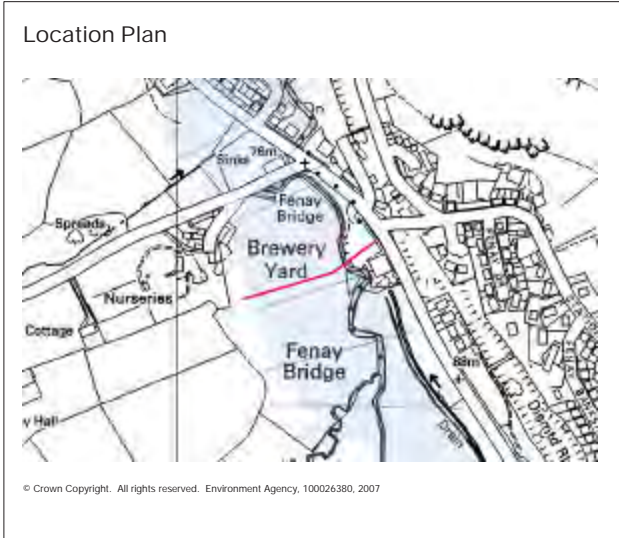 Location Plan
76m
Sinks
Fenay
Bridge
Spreads
Brewery
Yard
Nurseries
Cottage
Fenay
Bridge
68m
y Hall
Drain
© Crown Copyright. All rights reserved. Environment Agency, 100026380, 2007